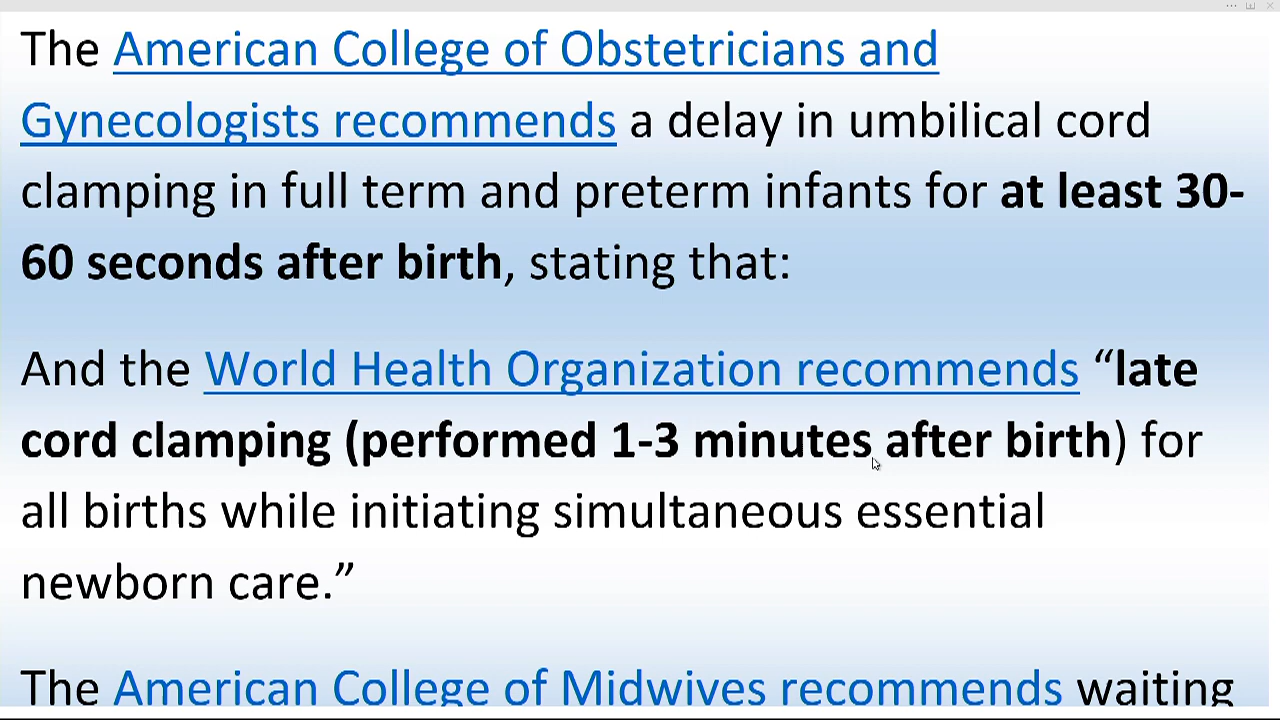 The American College of Obstetricians and
Gynecologists recommends a delay in umbilical cord
clamping in full term and preterm infants for at least 30-
60 seconds after birth, stating that:
And the World Health Organization recommends “late
cord clamping (performed 1-3 minutes after birth) for
all births while initiating simultaneous essential
newborn care.”
The American College of Midwives recommends waiting